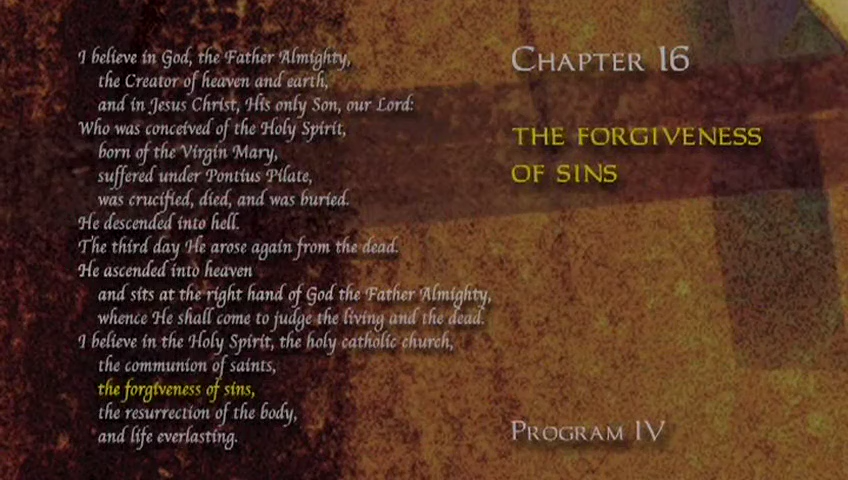 I believe in God, the Father Almighty,
the Creator of heaven and earth,
and in Jesus Christ, His only Son, our Lord:
Who was conceived of the Holy Spirit,
born of the Virgin Mary,
suffered under Pontius Pilate,
was crucified, died, and was buried.
He descended into hell.
The third day He arose again from the dead.
He ascended into heaven
and sits at the right hand of God the Father Almighty,
whence He shall come to judge the living and the dead.
I believe in the Holy Spirit, the holy catholic church,
the communion of saints,
the forgiveness of sins,
the resurrection of the body,
and life everlasting.
CHAPTER 16
THE FORGIVENESS
OF SINS
PROGRAM IV